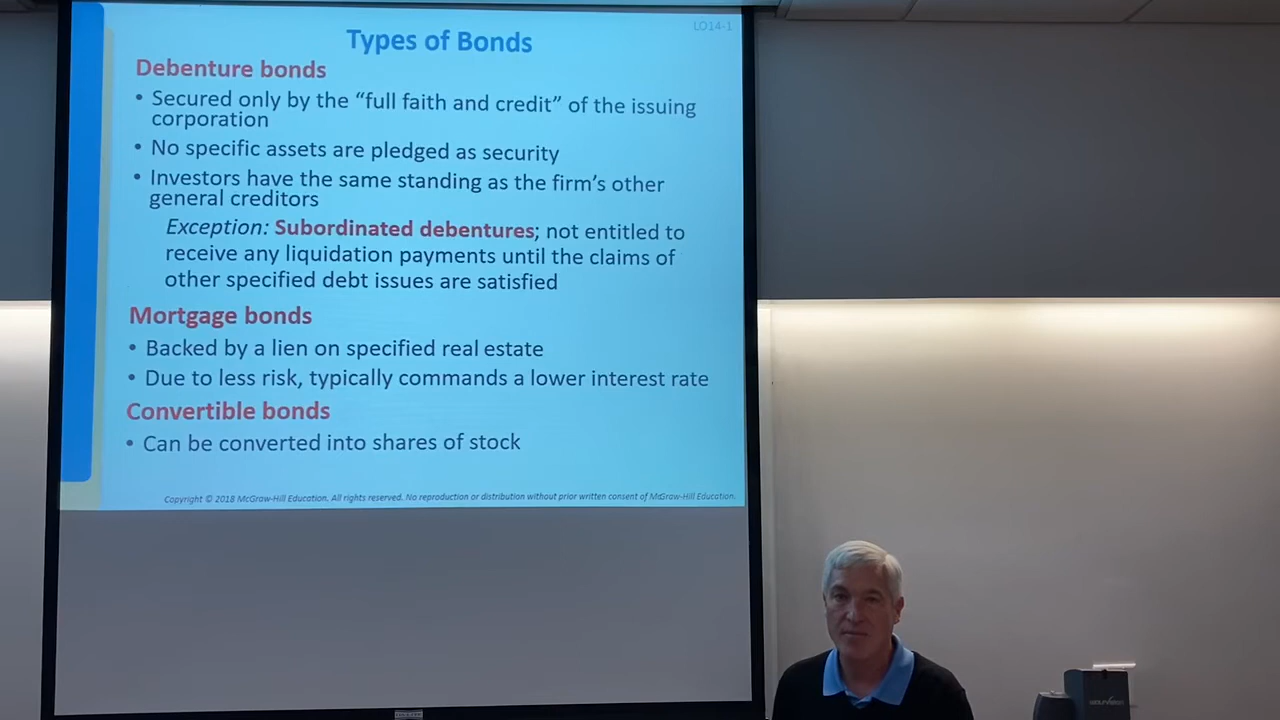 LO14-1
Types of Bonds
Debenture bonds
• Secured only by the “full faith and credit” of the issuing
corporation
• No specific assets are pledged as security
• Investors have the same standing as the firm’s other
general creditors
Exception: Subordinated debentures; not entitled to
receive any liquidation payments until the claims of
other specified debt issues are satisfied
Mortgage bonds
• Backed by a lien on specified real estate
• Due to less risk, typically commands a lower interest rate
Convertible bonds
• Can be converted into shares of stock
Copyright © 2018 McGraw-Hill Education. All rights reserved. No reproduction or distribution without prior written consent of McGraw-Hill Education.